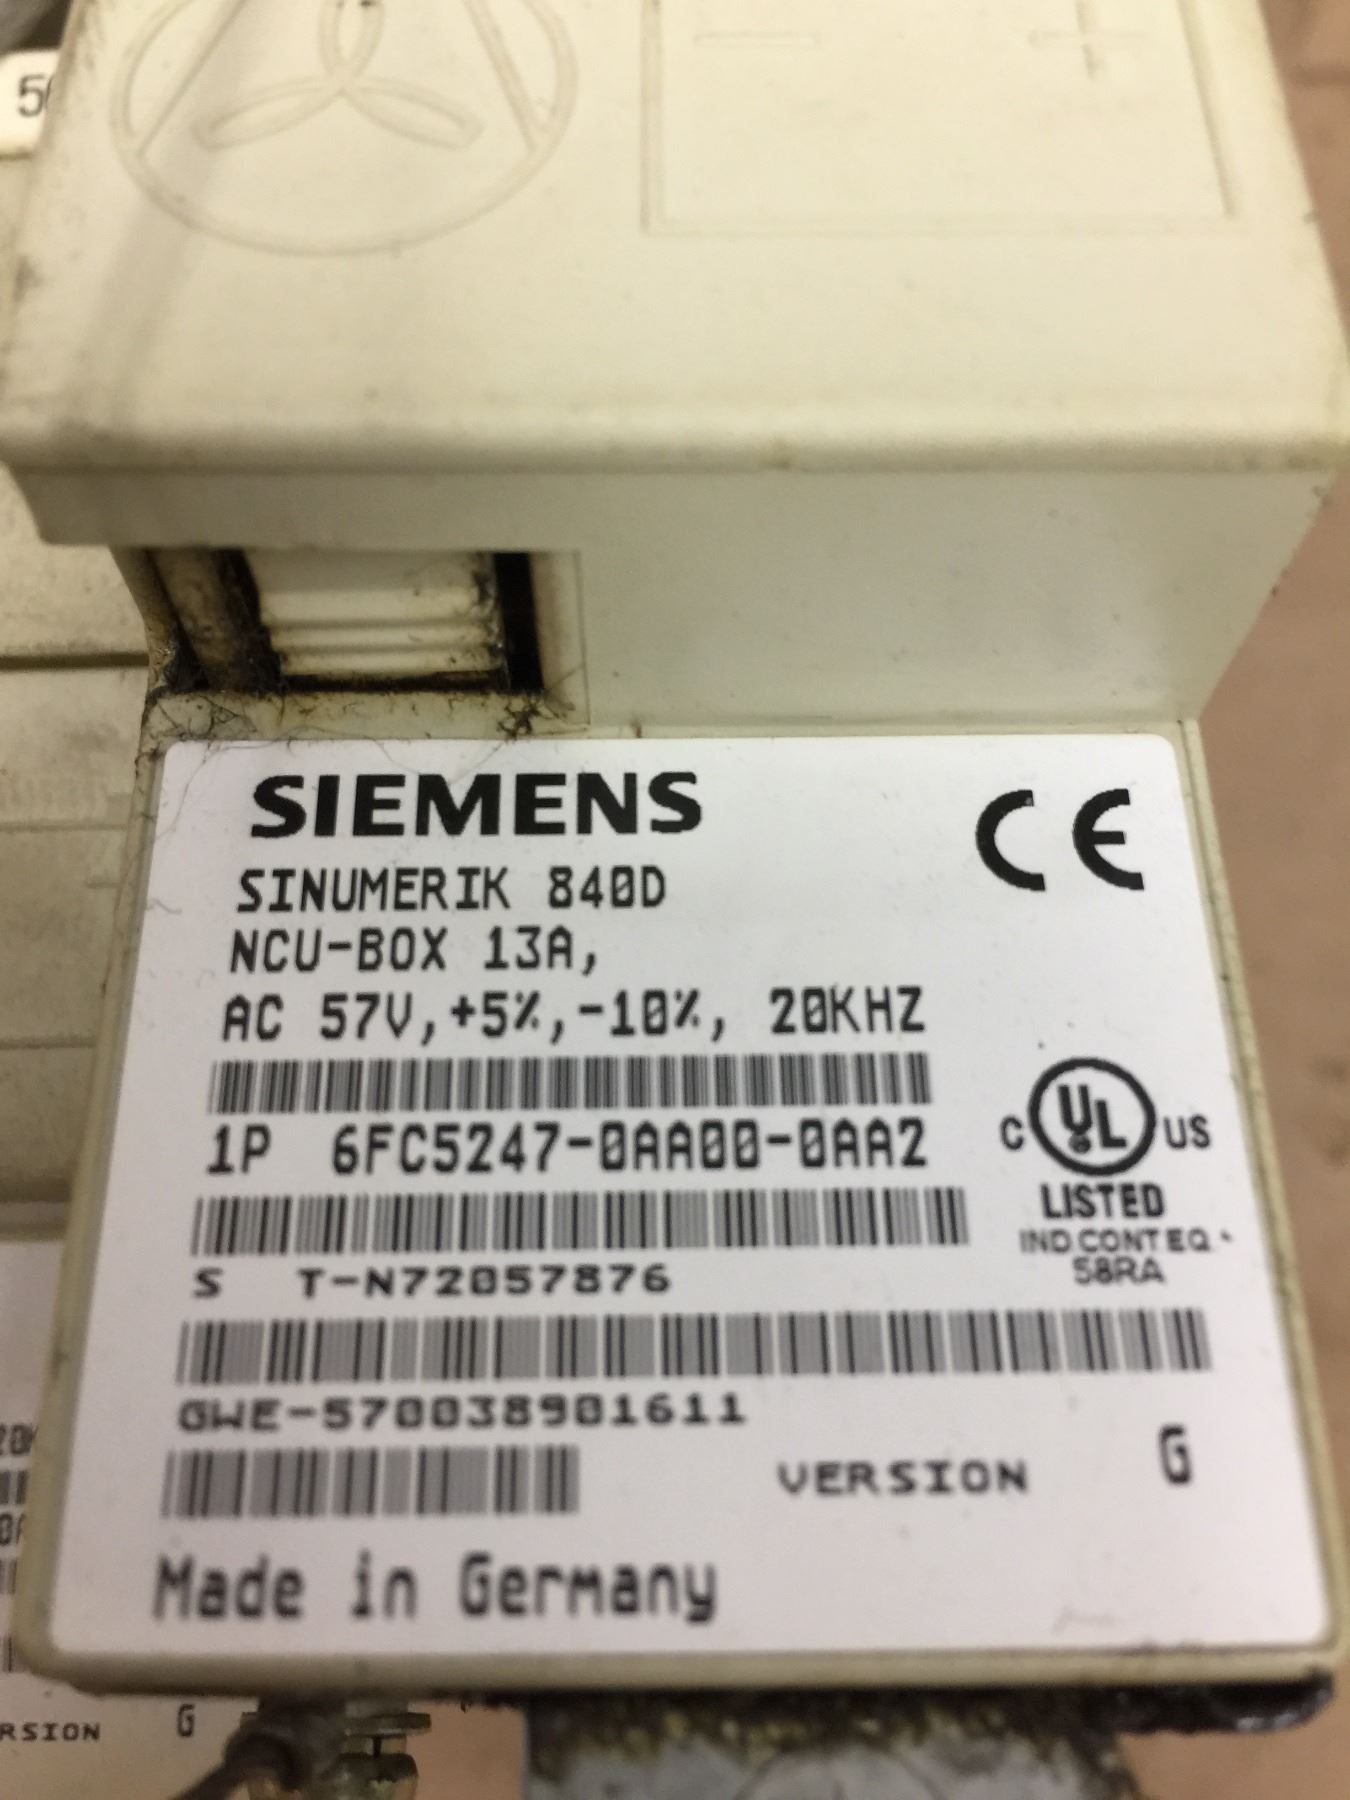 SIEMENS
CE
SINUMERIK 840D
NCU-BOX 13A,
AC 57V,+5%,-10%, 20KHZ
1P 6FC5247-0AA00-0AA2
C UL US
LISTED
IND.CONT.EQ.
58RA
S T-N72057876
GWE-570038901611
VERSION G
Made in Germany
G